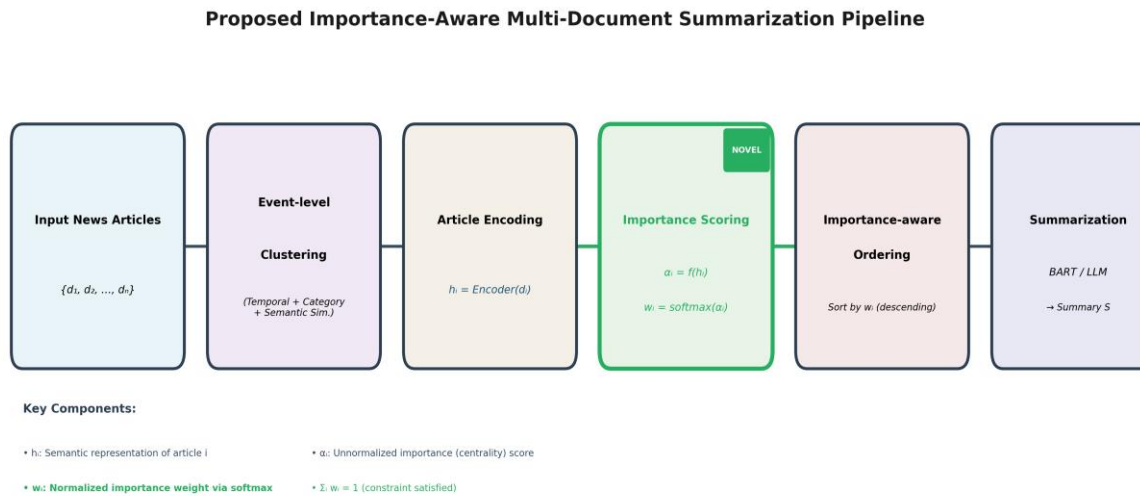 Proposed Importance-Aware Multi-Document Summarization Pipeline
Input News Articles
{d₁, d₂, ..., dₙ}
Event-level
Clustering
(Temporal + Category
+ Semantic Sim.)
Article Encoding
hᵢ = Encoder(dᵢ)
NOVEL
Importance Scoring
αᵢ = f(hᵢ)
wᵢ = softmax(αᵢ)
Importance-aware
Ordering
Sort by wᵢ (descending)
Summarization
BART / LLM
→ Summary S
Key Components:
• hᵢ: Semantic representation of article i
• αᵢ: Unnormalized importance (centrality) score
• wᵢ: Normalized importance weight via softmax
• Σᵢ wᵢ = 1 (constraint satisfied)